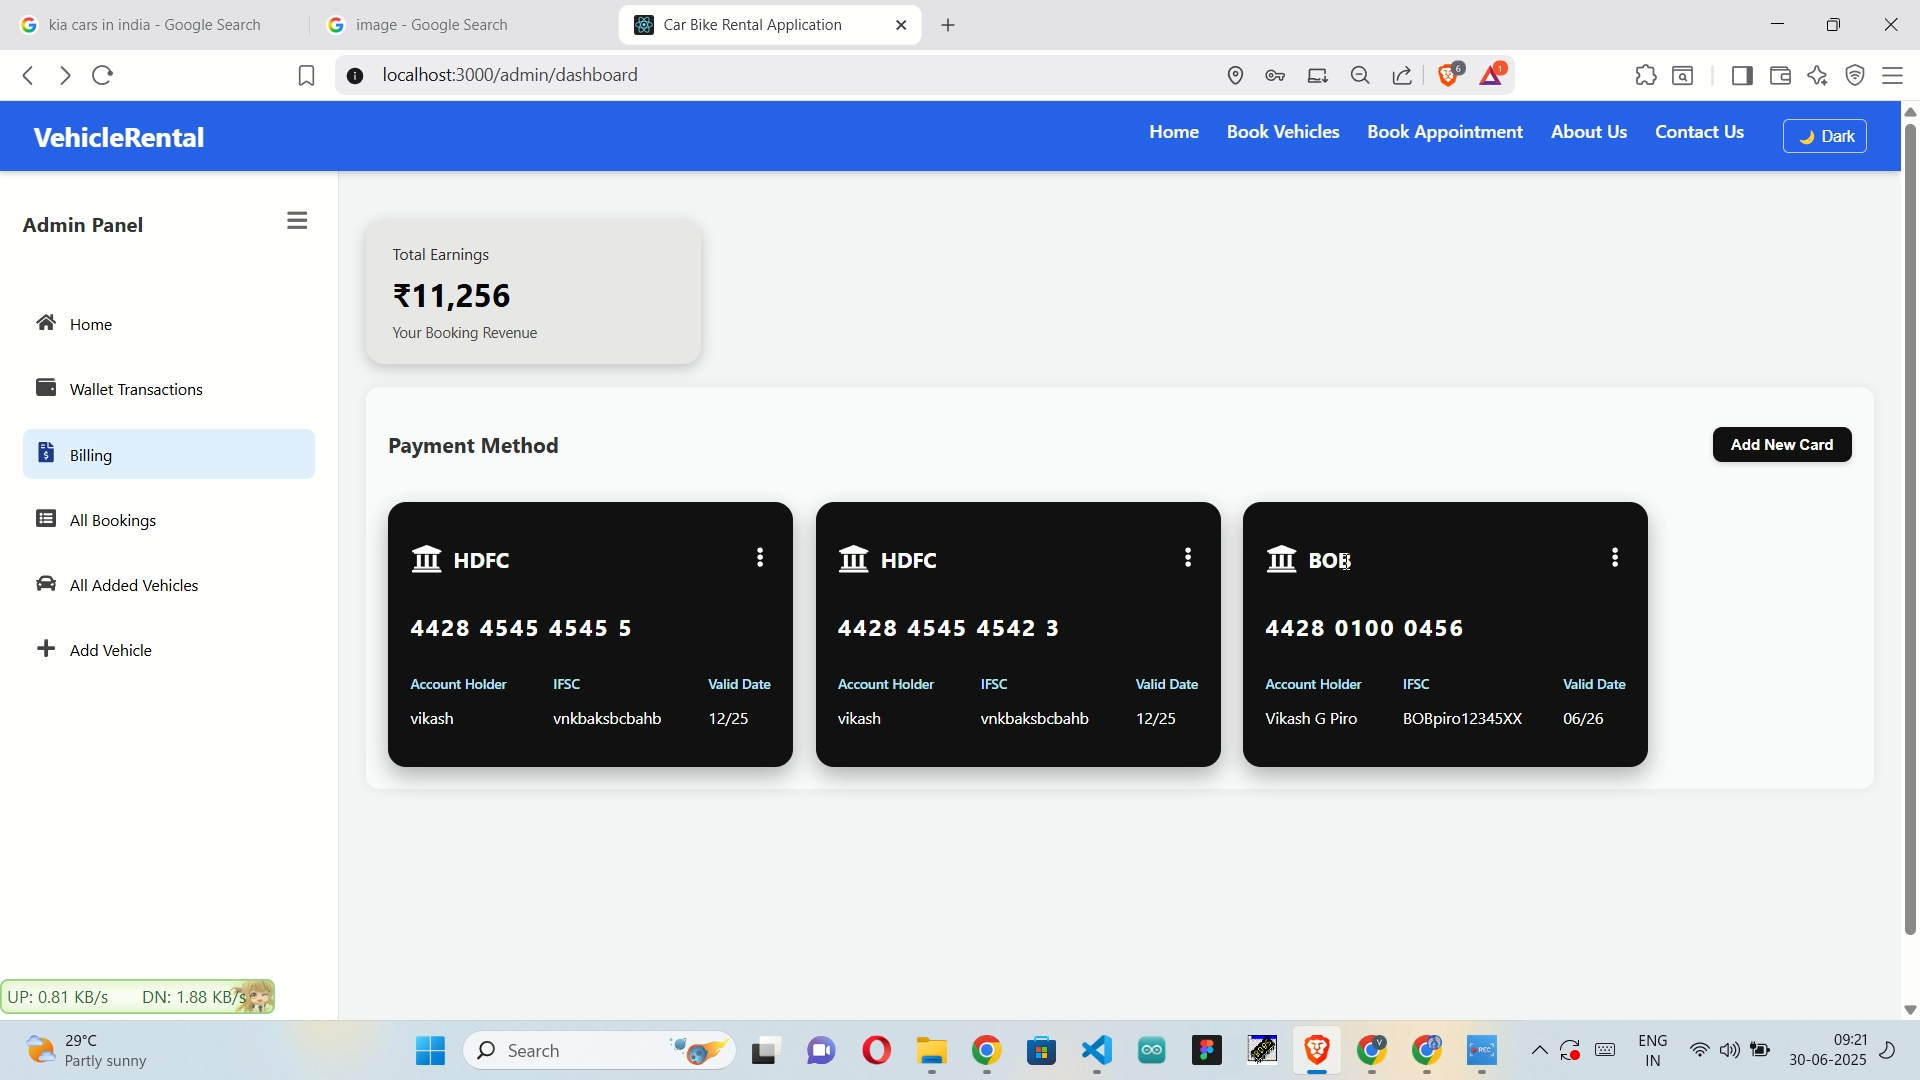 kia cars in india - Google Search
image - Google Search
Car Bike Rental Application
localhost:3000/admin/dashboard
6
1
VehicleRental
Home
Book Vehicles
Book Appointment
About Us
Contact Us
🌙 Dark
Admin Panel
Home
Wallet Transactions
Billing
All Bookings
All Added Vehicles
Add Vehicle
Total Earnings
₹11,256
Your Booking Revenue
Payment Method
Add New Card
HDFC
4428 4545 4545 5
Account Holder IFSC Valid Date
vikash vnkbaksbcbahb 12/25
HDFC
4428 4545 4542 3
Account Holder IFSC Valid Date
vikash vnkbaksbcbahb 12/25
BOB
4428 0100 0456
Account Holder IFSC Valid Date
Vikash G Piro BOBpiro12345XX 06/26
UP: 0.81 KB/s DN: 1.88 KB/s
29°C
Partly sunny
Search
V
REC
ENG
IN
09:21
30-06-2025